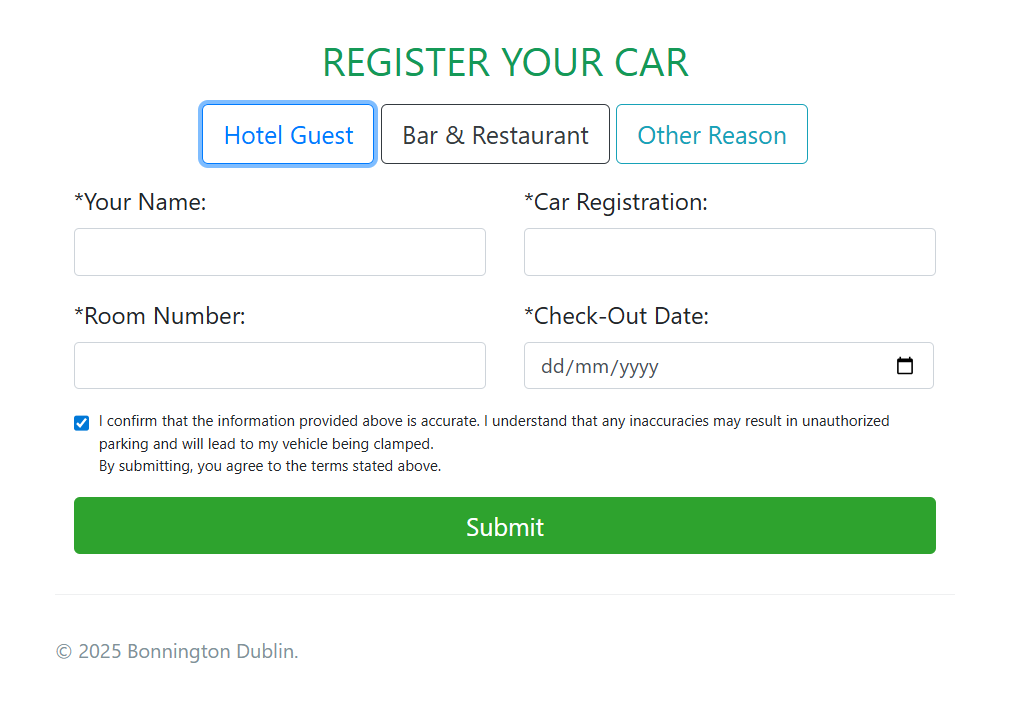 REGISTER YOUR CAR
Hotel Guest
Bar & Restaurant
Other Reason
*Your Name:
*Car Registration:
*Room Number:
*Check-Out Date:
dd/mm/yyyy
I confirm that the information provided above is accurate. I understand that any inaccuracies may result in unauthorized
parking and will lead to my vehicle being clamped.
By submitting, you agree to the terms stated above.
Submit
© 2025 Bonnington Dublin.